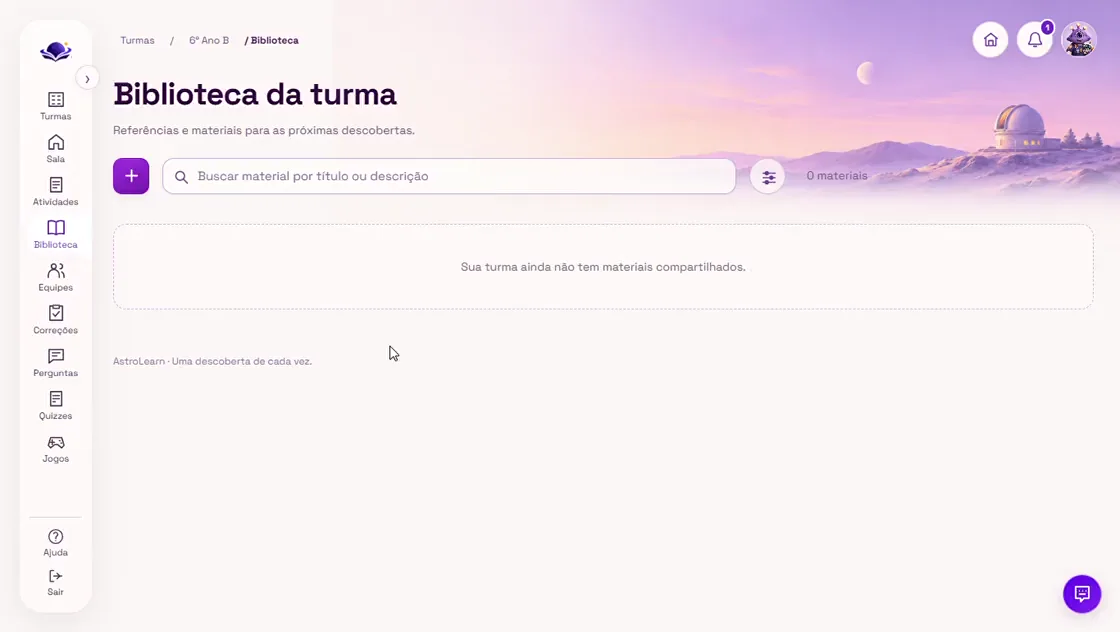 Turmas / 6º Ano B / Biblioteca
1
Biblioteca da turma
Referências e materiais para as próximas descobertas.
+ Buscar material por título ou descrição 0 materiais
Sua turma ainda não tem materiais compartilhados.
AstroLearn · Uma descoberta de cada vez.
Turmas
Sala
Atividades
Biblioteca
Equipes
Correções
Perguntas
Quizzes
Jogos
Ajuda
Sair